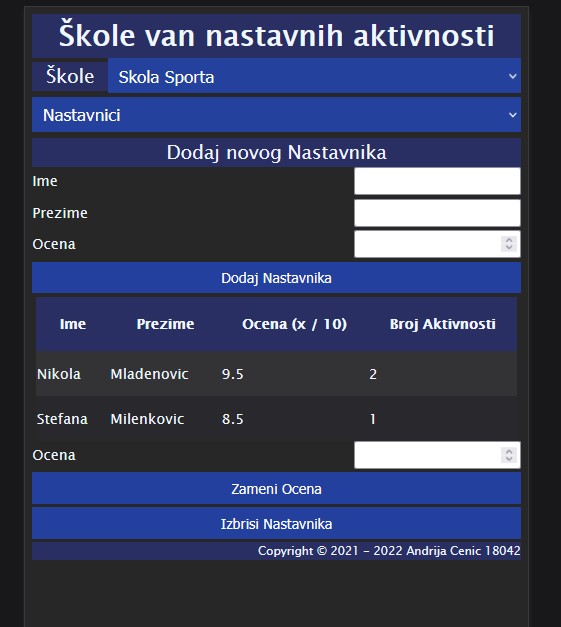 Škole van nastavnih aktivnosti
Škole Skola Sporta
Nastavnici
Dodaj novog Nastavnika
Ime
Prezime
Ocena
Dodaj Nastavnika
Ime Prezime Ocena (x / 10) Broj Aktivnosti
Nikola Mladenovic 9.5 2
Stefana Milenkovic 8.5 1
Ocena
Zameni Ocena
Izbrisi Nastavnika
Copyright © 2021 - 2022 Andrija Cenic 18042